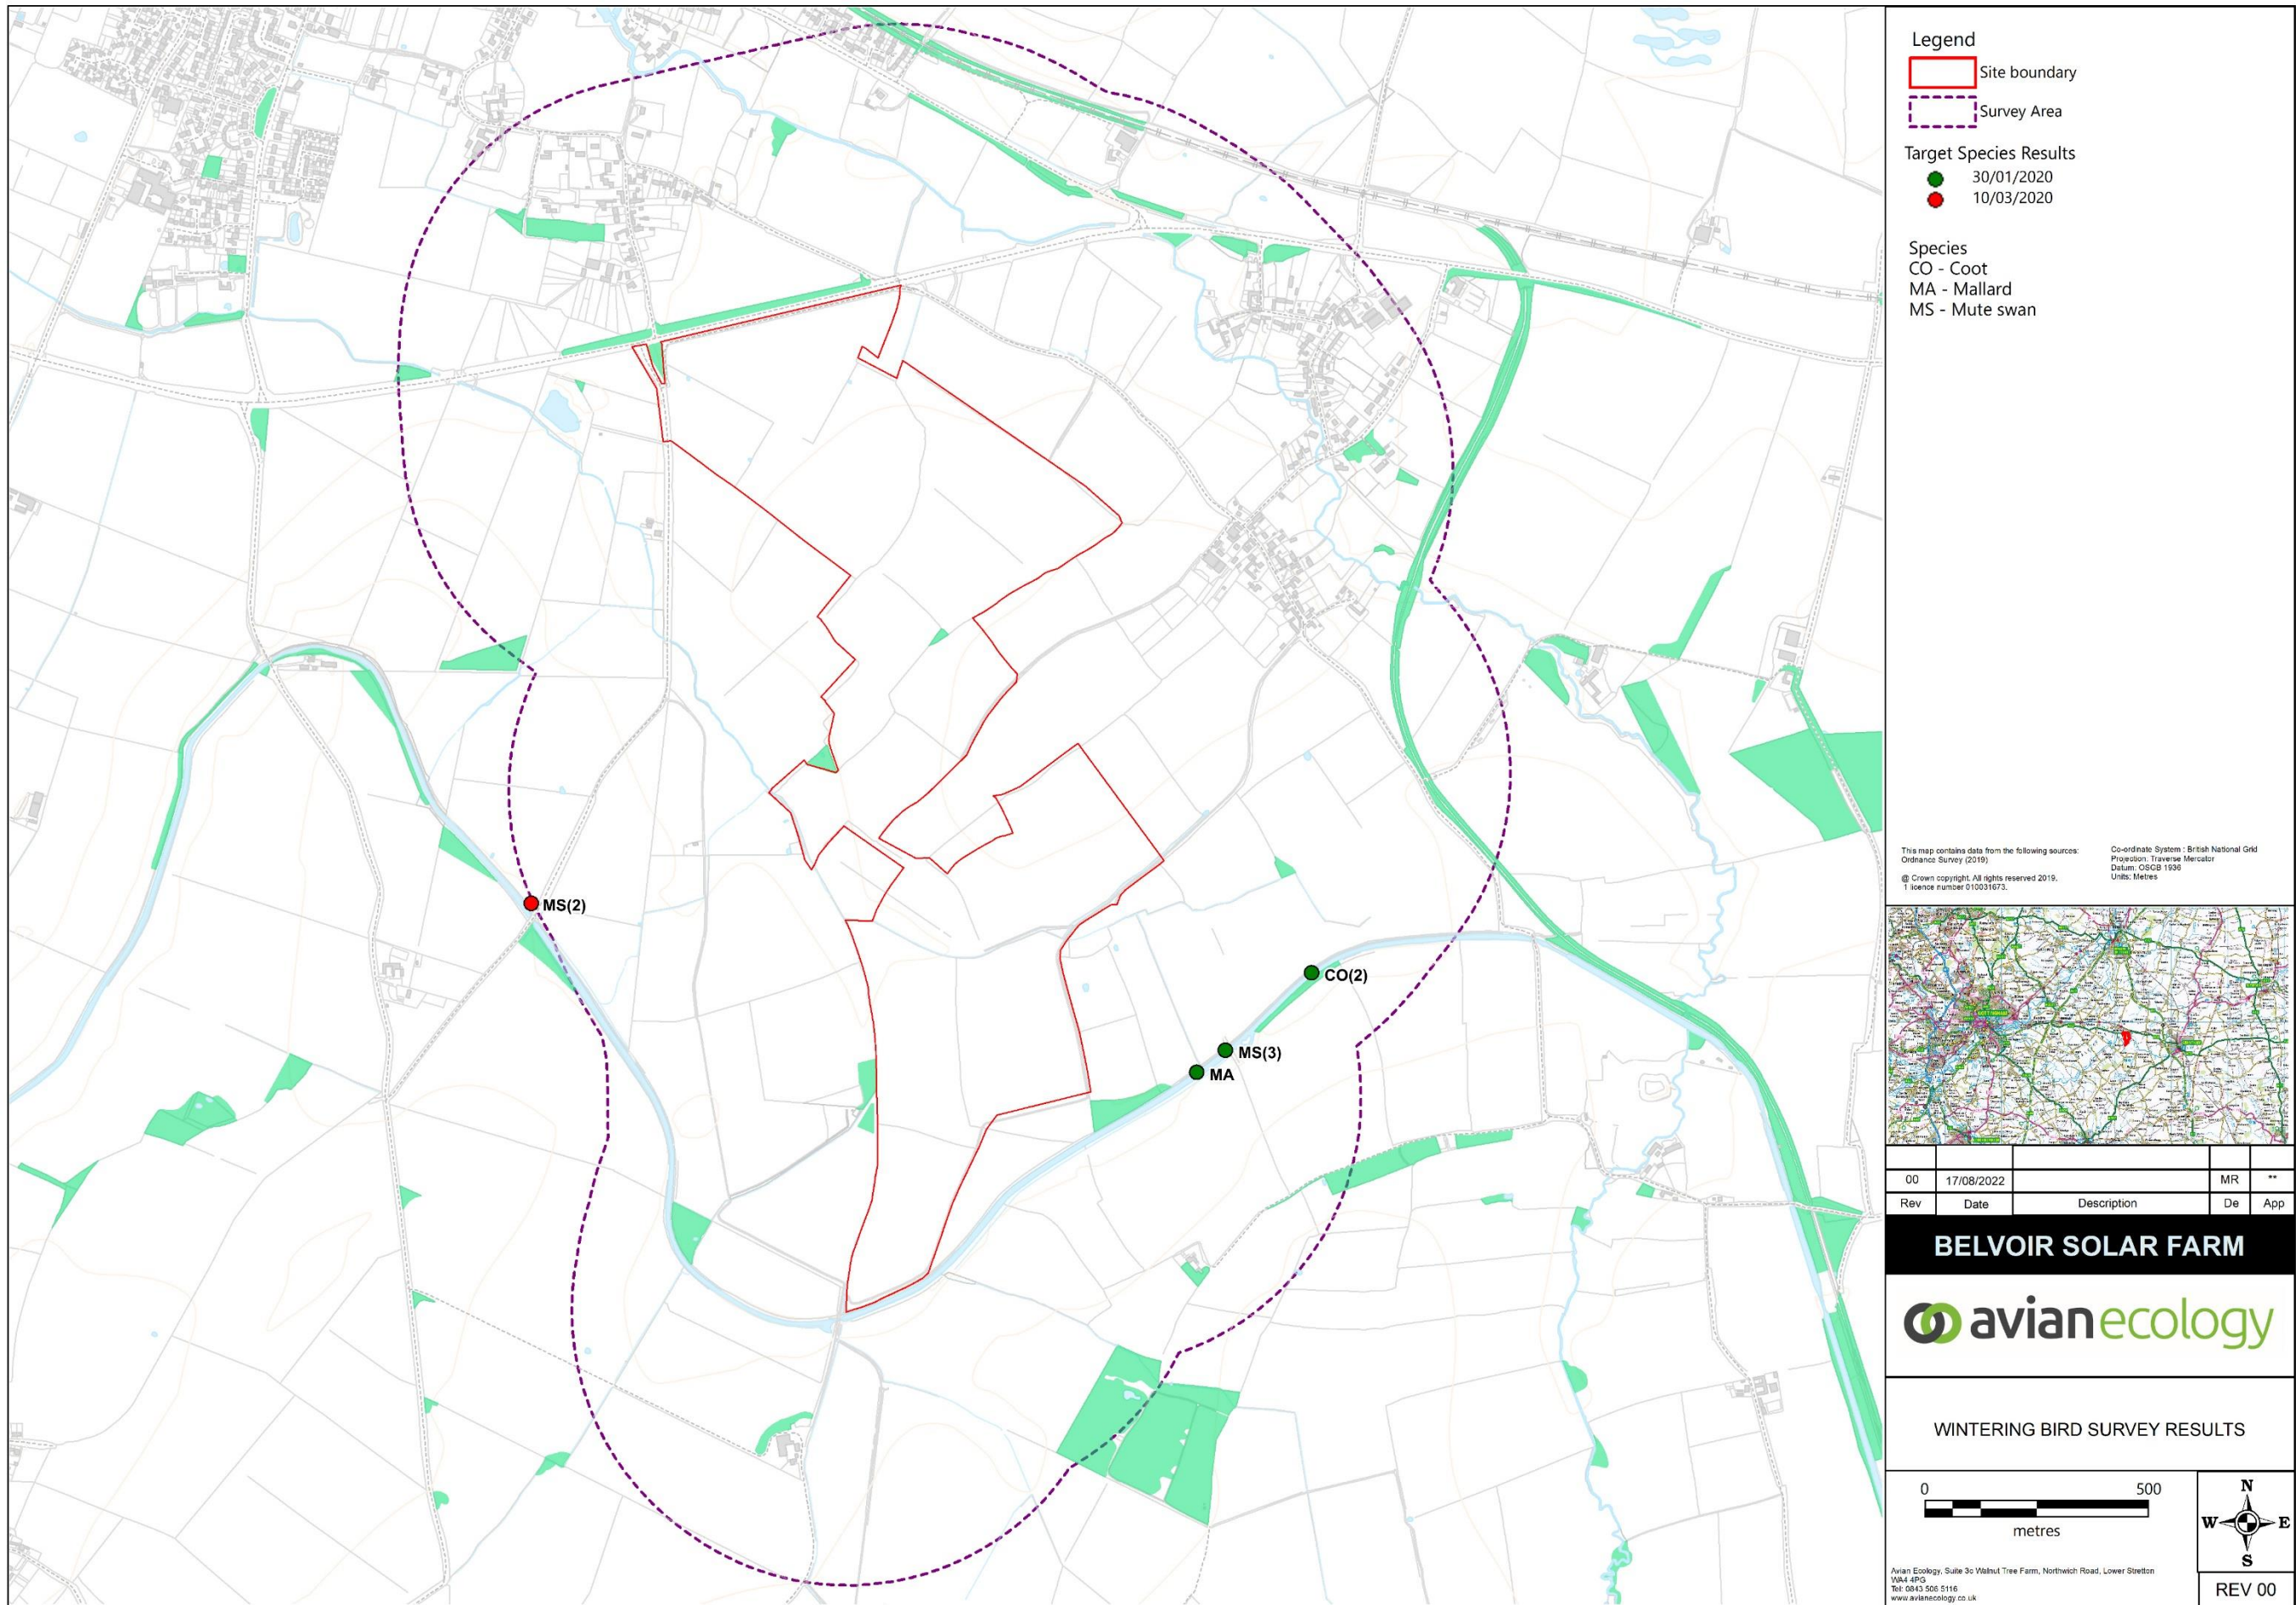 Legend
Site boundary
Survey Area
Target Species Results
30/01/2020
10/03/2020
Species
CO - Coot
MA - Mallard
MS - Mute swan
MS(2)
CO(2)
MS(3)
MA
This map contains data from the following sources:
Ordnance Survey (2019)
@ Crown copyright. All rights reserved 2019.
1 licence number 010031673.
Co-ordinate System : British National Grid
Projection: Traverse Mercator
Datum: OSGB 1936
Units: Metres
00 17/08/2022 MR **
Rev Date Description De App
BELVOIR SOLAR FARM
avianecology
WINTERING BIRD SURVEY RESULTS
0 500
metres
N
W E
S
Avian Ecology, Suite 3c Walnut Tree Farm, Northwich Road, Lower Stretton
WA4 4PG
Tel: 0843 506 5116
www.avianecology.co.uk
REV 00